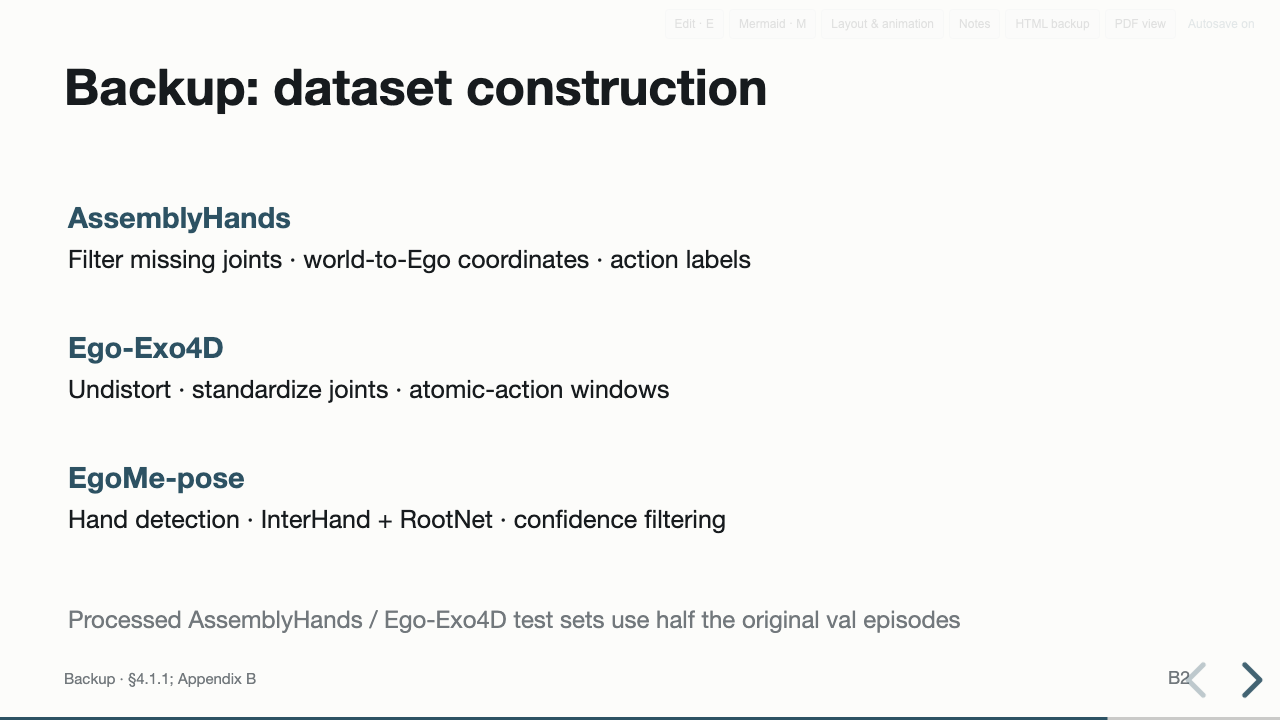 Edit · E Mermaid · M Layout & animation Notes HTML backup PDF view Autosave on
Backup: dataset construction
AssemblyHands
Filter missing joints · world-to-Ego coordinates · action labels
Ego-Exo4D
Undistort · standardize joints · atomic-action windows
EgoMe-pose
Hand detection · InterHand + RootNet · confidence filtering
Processed AssemblyHands / Ego-Exo4D test sets use half the original val episodes
Backup · §4.1.1; Appendix B
B2